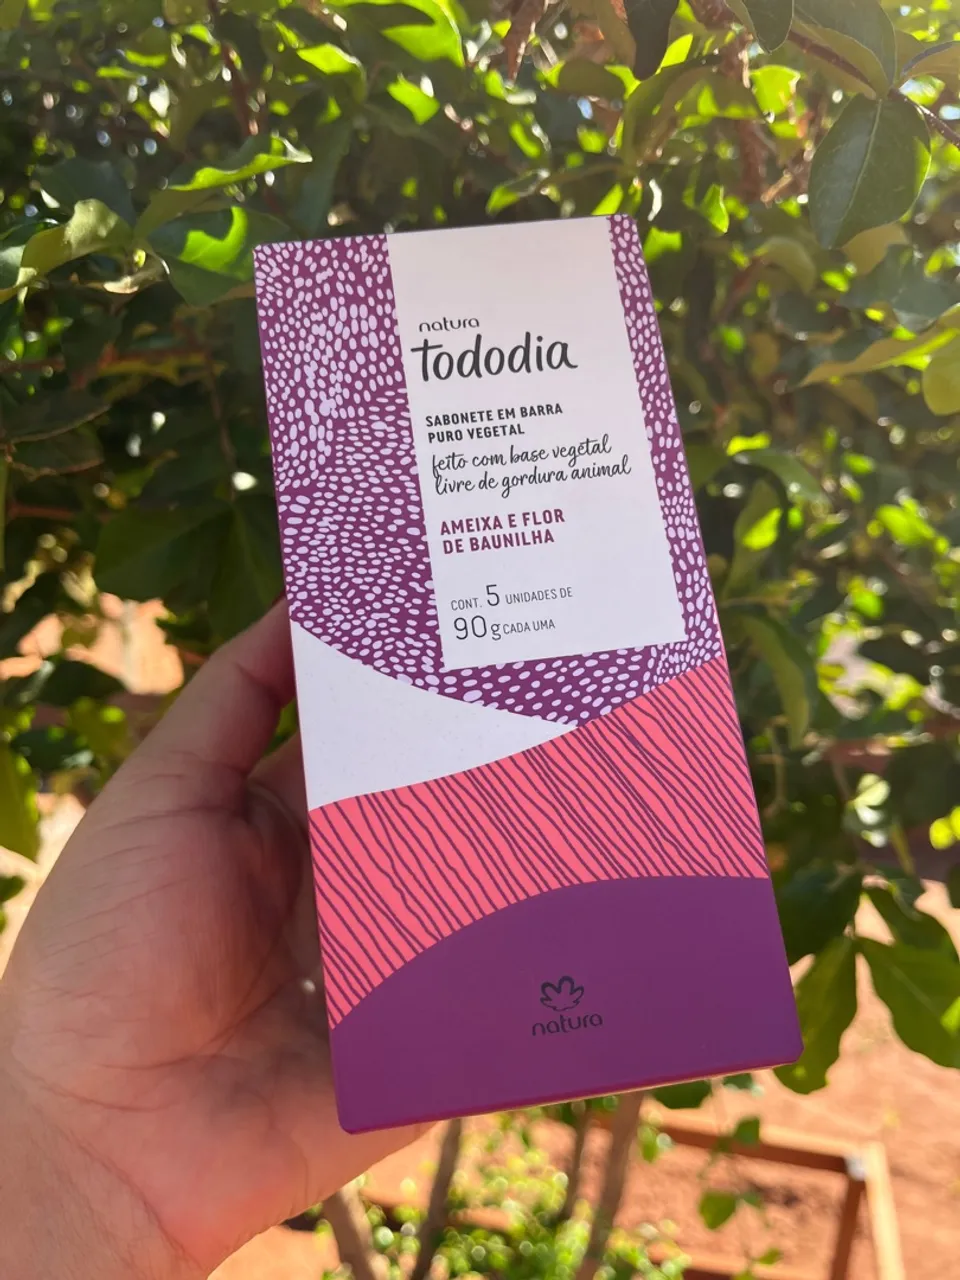 natura
tododia
SABONETE EM BARRA
PURO VEGETAL
feito com base vegetal
livre de gordura animal
AMEIXA E FLOR
DE BAUNILHA
CONT. 5 UNIDADES DE
90g CADA UMA
natura